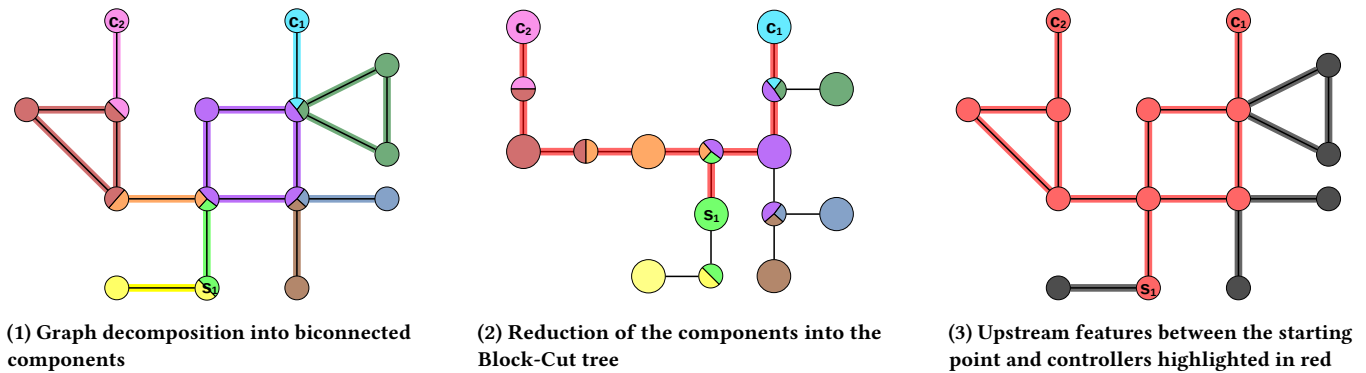 c₂
c₁
s₁
(1) Graph decomposition into biconnected
components
c₂
c₁
s₁
(2) Reduction of the components into the
Block-Cut tree
c₂
c₁
s₁
(3) Upstream features between the starting
point and controllers highlighted in red